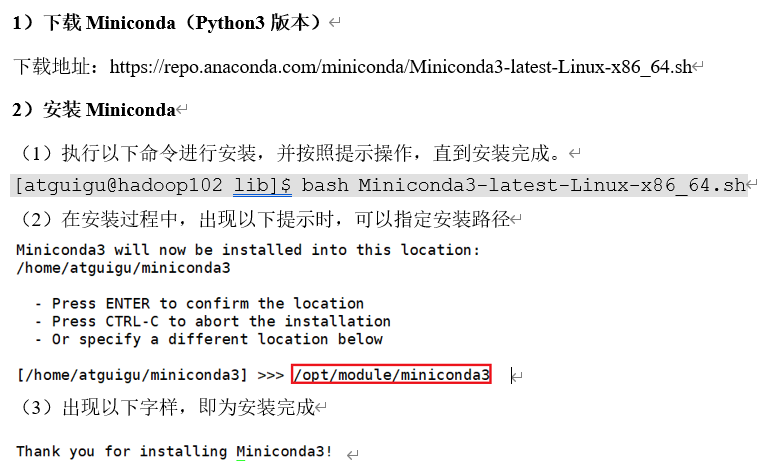 1）下载 Miniconda（Python3 版本）
下载地址：https://repo.anaconda.com/miniconda/Miniconda3-latest-Linux-x86_64.sh
2）安装 Miniconda
（1）执行以下命令进行安装，并按照提示操作，直到安装完成。
[atguigu@hadoop102 lib]$ bash Miniconda3-latest-Linux-x86_64.sh
（2）在安装过程中，出现以下提示时，可以指定安装路径
Miniconda3 will now be installed into this location:
/home/atguigu/miniconda3
- Press ENTER to confirm the location
- Press CTRL-C to abort the installation
- Or specify a different location below
[/home/atguigu/miniconda3] >>> /opt/module/miniconda3
（3）出现以下字样，即为安装完成
Thank you for installing Miniconda3!